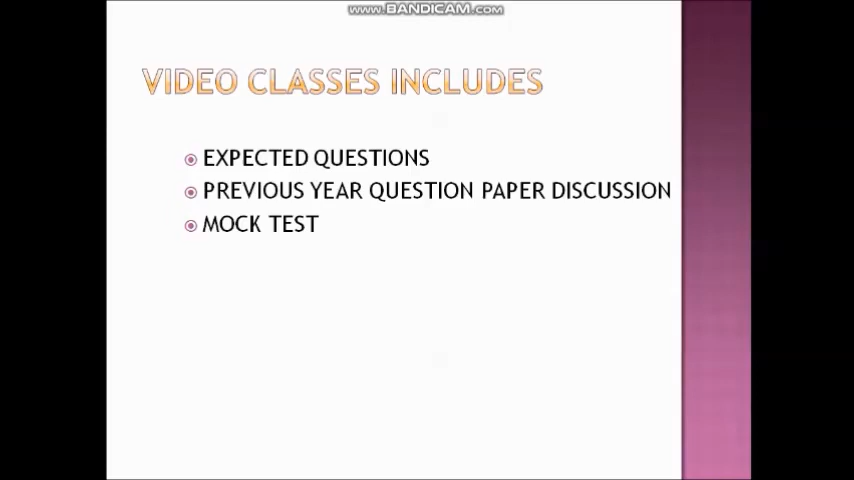 www.BANDICAM.com
VIDEO CLASSES INCLUDES
EXPECTED QUESTIONS
PREVIOUS YEAR QUESTION PAPER DISCUSSION
MOCK TEST